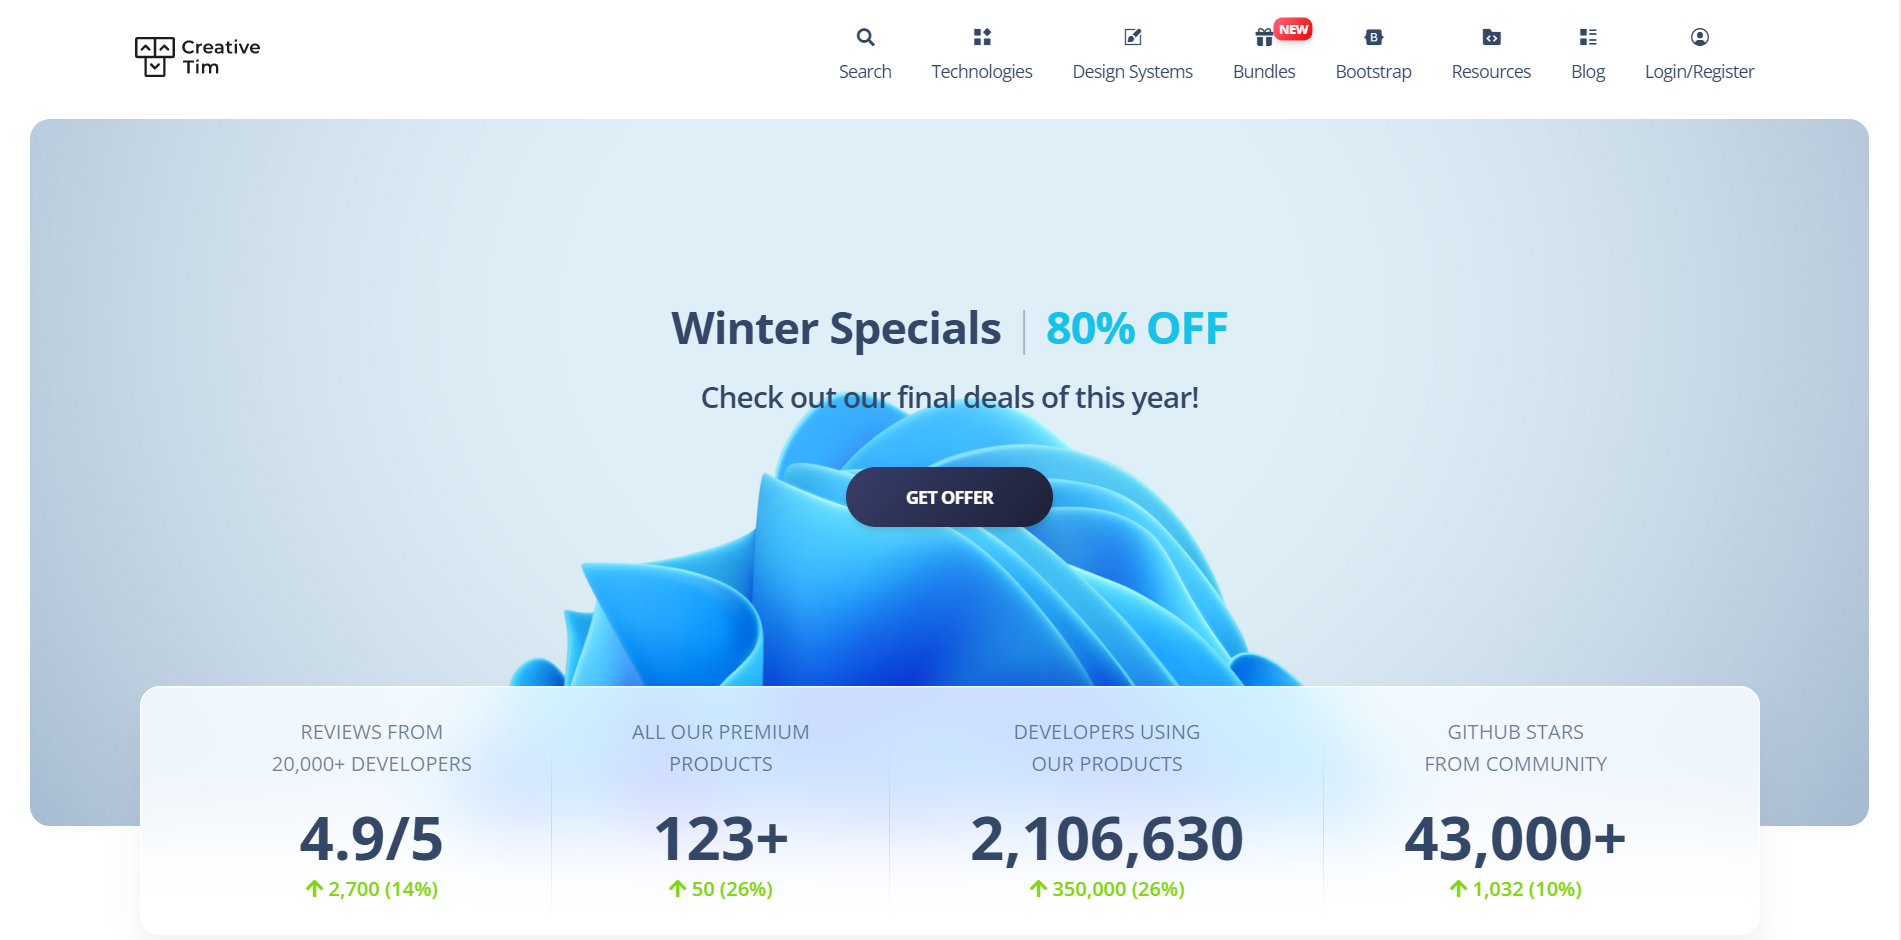 Creative
Tim
Search
Technologies
Design Systems
NEW
Bundles
Bootstrap
Resources
Blog
Login/Register
Winter Specials | 80% OFF
Check out our final deals of this year!
GET OFFER
REVIEWS FROM
20,000+ DEVELOPERS
4.9/5
2,700 (14%)
ALL OUR PREMIUM
PRODUCTS
123+
50 (26%)
DEVELOPERS USING
OUR PRODUCTS
2,106,630
350,000 (26%)
GITHUB STARS
FROM COMMUNITY
43,000+
1,032 (10%)